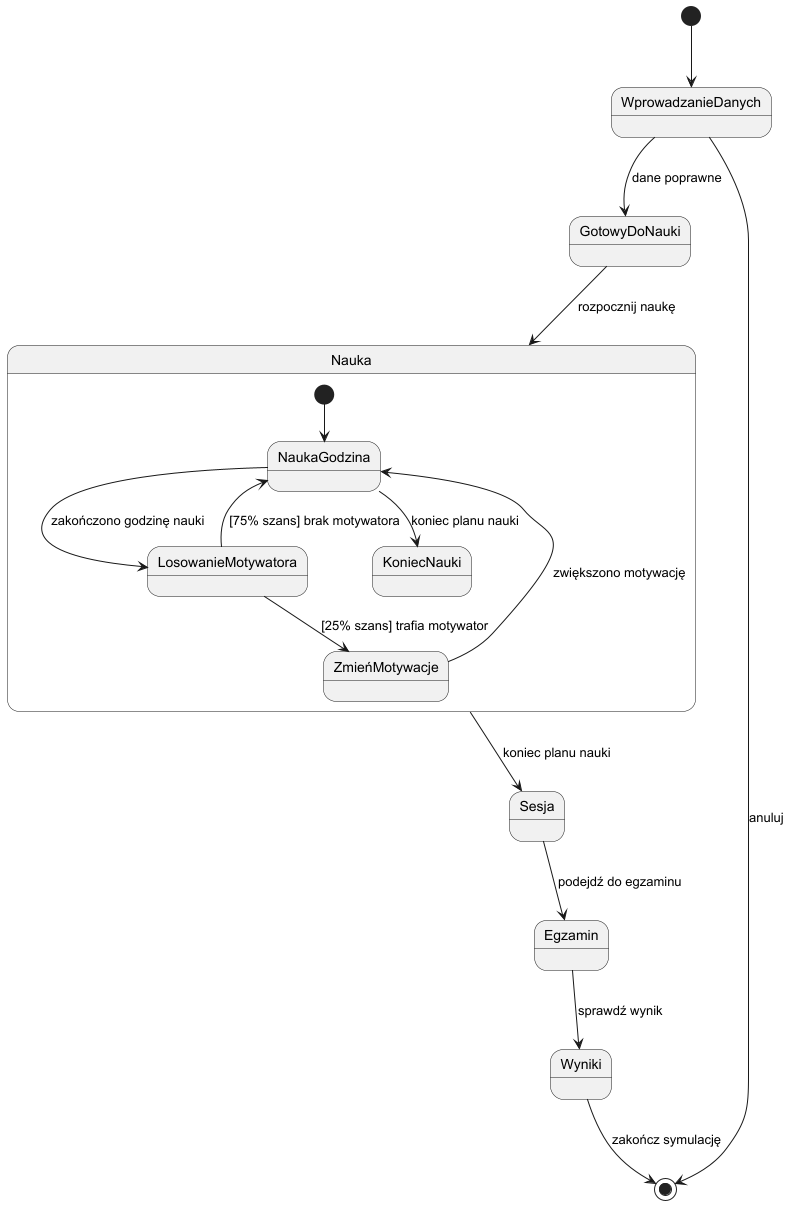 WprowadzanieDanych
dane poprawne
GotowyDoNauki
rozpocznij naukę
Nauka
NaukaGodzina
zakończono godzinę nauki
[75% szans] brak motywatora
koniec planu nauki
LosowanieMotywatora
KoniecNauki
zwiększono motywację
[25% szans] trafia motywator
ZmieńMotywacje
koniec planu nauki
Sesja
anuluj
podejdź do egzaminu
Egzamin
sprawdź wynik
Wyniki
zakończ symulację